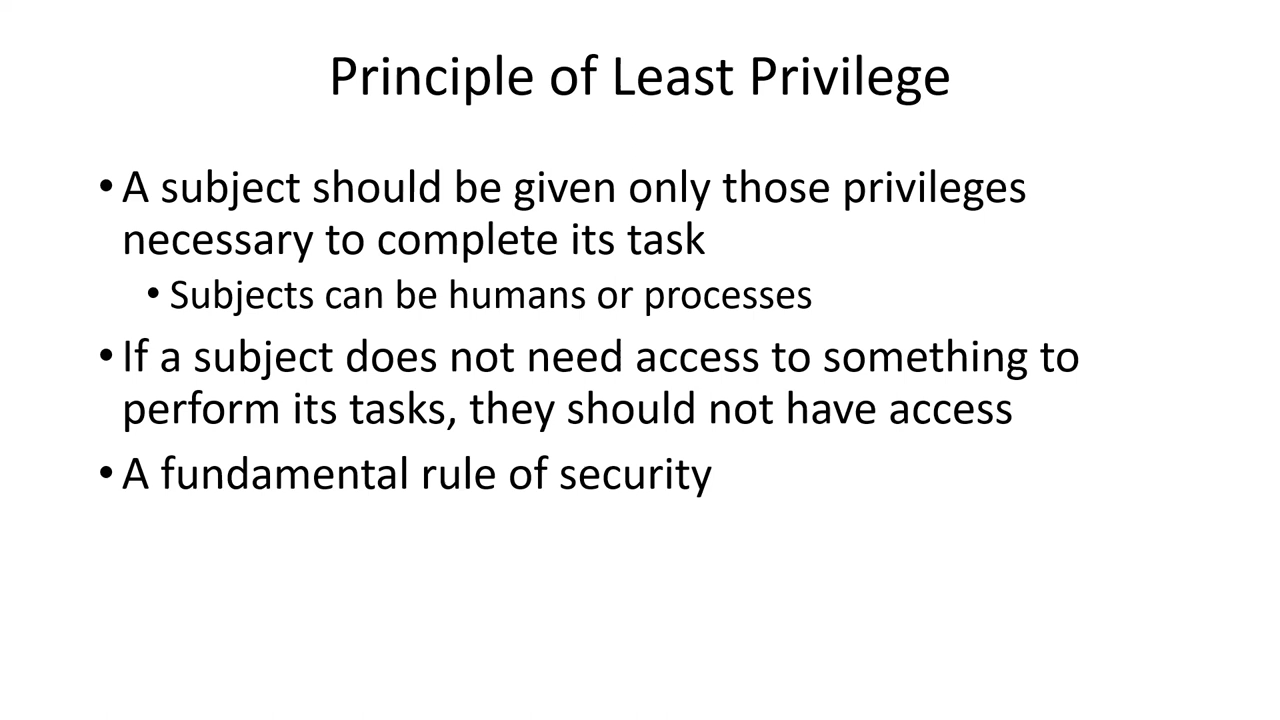 Principle of Least Privilege
• A subject should be given only those privileges
necessary to complete its task
• Subjects can be humans or processes
• If a subject does not need access to something to
perform its tasks, they should not have access
• A fundamental rule of security